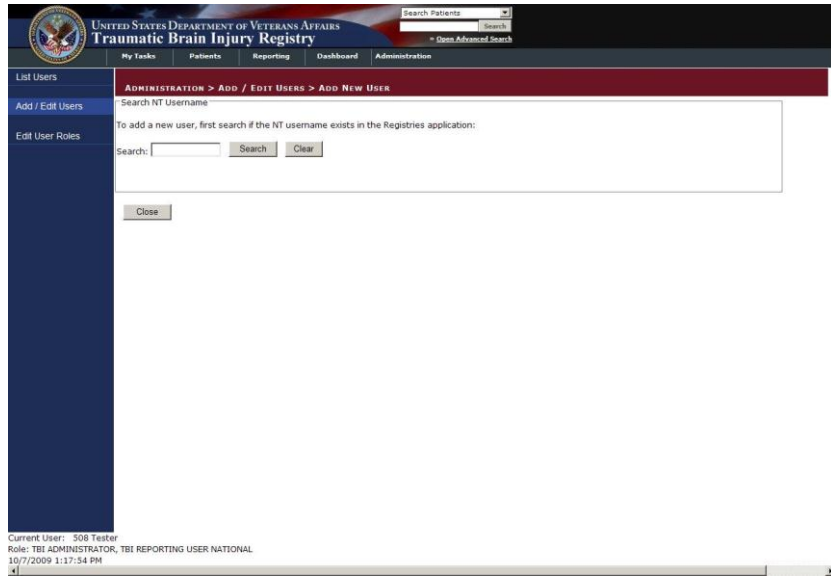 UNITED STATES DEPARTMENT OF VETERANS AFFAIRS
Traumatic Brain Injury Registry
Search Patients
Search
» Open Advanced Search
My Tasks Patients Reporting Dashboard Administration
List Users
Add / Edit Users
Edit User Roles
ADMINISTRATION > ADD / EDIT USERS > ADD NEW USER
Search NT Username
To add a new user, first search if the NT username exists in the Registries application:
Search: Search Clear
Close
Current User: 508 Tester
Role: TBI ADMINISTRATOR, TBI REPORTING USER NATIONAL
10/7/2009 1:17:54 PM